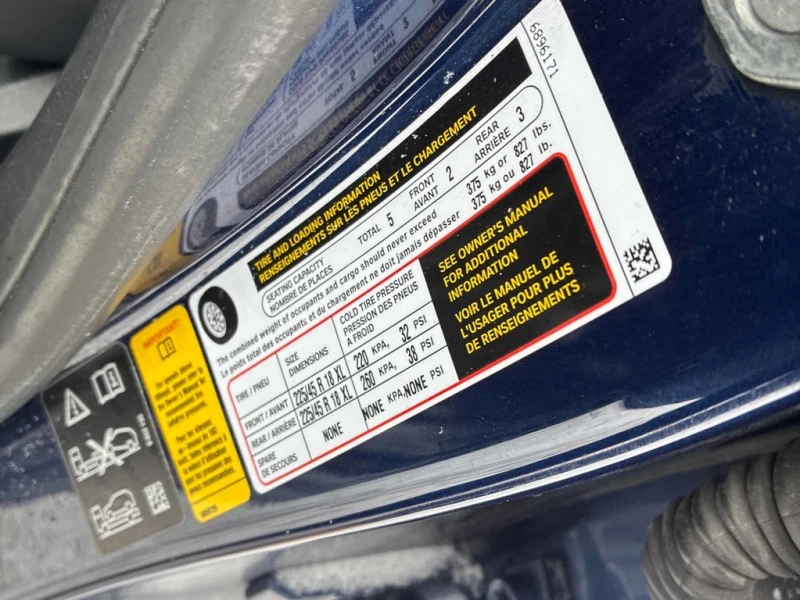 6896171
TIRE AND LOADING INFORMATION
RENSEIGNEMENTS SUR LES PNEUS ET LE CHARGEMENT
SEATING CAPACITY
NOMBRE DE PLACES
TOTAL 5
FRONT
AVANT 2
REAR
ARRIÈRE 3
The combined weight of occupants and cargo should never exceed 375 kg or 827 lbs.
Le poids total des occupants et du chargement ne doit jamais dépasser 375 kg ou 827 lb.
TIRE / PNEU
SIZE
DIMENSIONS
COLD TIRE PRESSURE
PRESSION DES PNEUS
A FROID
FRONT / AVANT 225/45 R 18 XL 220 KPA, 32 PSI
REAR / ARRIÈRE 225/45 R 18 XL 260 KPA, 38 PSI
SPARE
DE SECOURS
NONE NONE KPA,NONE PSI
SEE OWNER'S MANUAL
FOR ADDITIONAL
INFORMATION
VOIR LE MANUEL DE
L'USAGER POUR PLUS
DE RENSEIGNEMENTS
IMPORTANT!